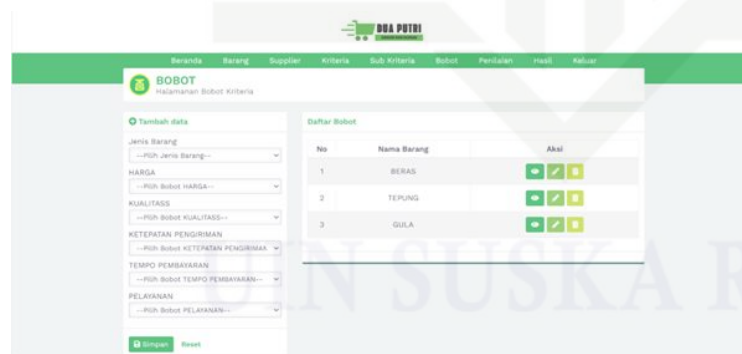 DUA PUTRI
Beranda Barang Supplier Kriteria Sub Kriteria Bobot Penilaian Hasil Keluar
BOBOT
Halamanan Bobot Kriteria
Tambah data
Jenis Barang
--Pilih Jenis Barang--
HARGA
--Pilih Bobot HARGA--
KUALITASS
--Pilih Bobot KUALITASS--
KETEPATAN PENGIRIMAN
--Pilih Bobot KETEPATAN PENGIRIMAN
TEMPO PEMBAYARAN
--Pilih Bobot TEMPO PEMBAYARAN--
PELAYANAN
--Pilih Bobot PELAYANAN--
Simpan Reset
Daftar Bobot
No Nama Barang Aksi
1 BERAS
2 TEPUNG
3 GULA
UIN SUSKA R